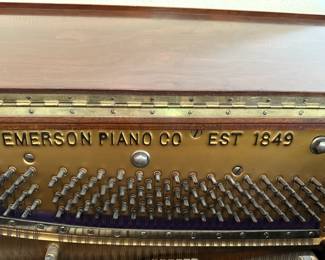 EMERSON PIANO CO EST 1849